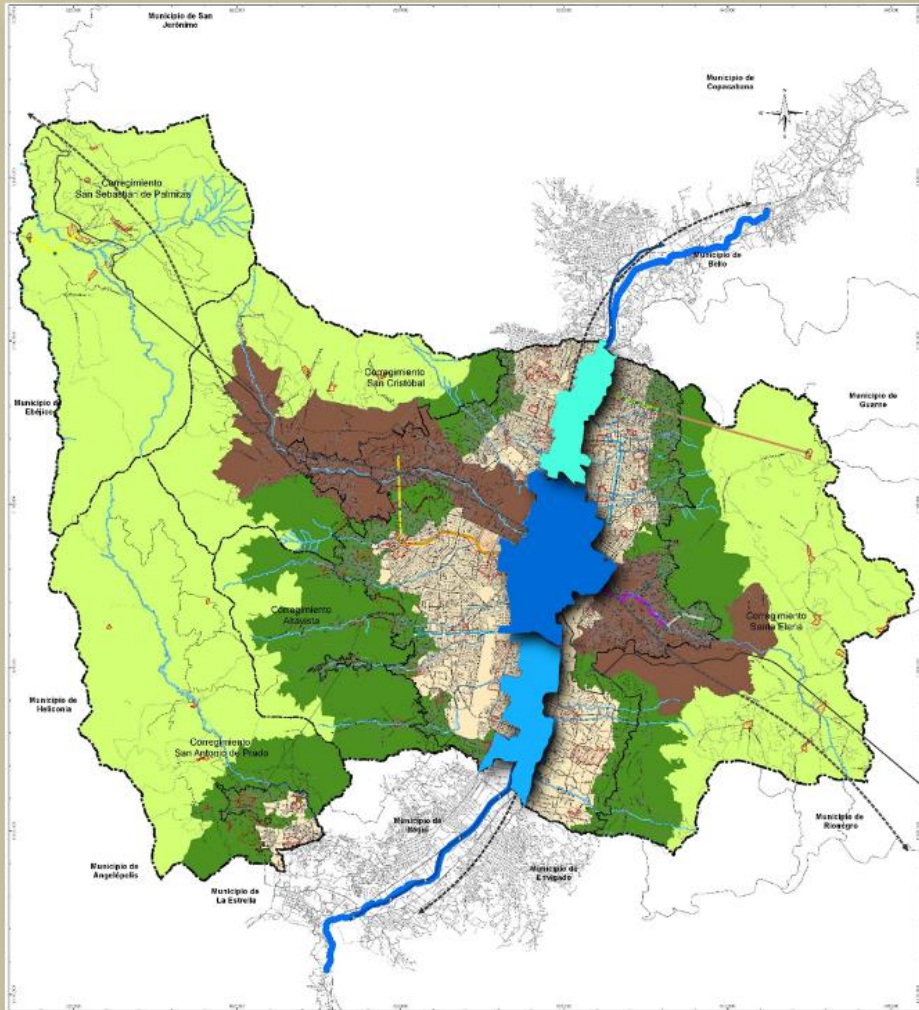 Municipio de San
Jerónimo
Municipio de
Copacabana
N
Corregimiento
San Sebastián de Palmitas
Municipio de
Bello
Corregimiento
San Cristóbal
Municipio de
Ebéjico
Municipio de
Guarne
Corregimiento
Altavista
Corregimiento
Santa Elena
Municipio de
Heliconia
Corregimiento
San Antonio de Prado
Municipio de
Itagüí
Municipio de
Rionegro
Municipio de
Angelópolis
Municipio de
Envigado
Municipio de
La Estrella